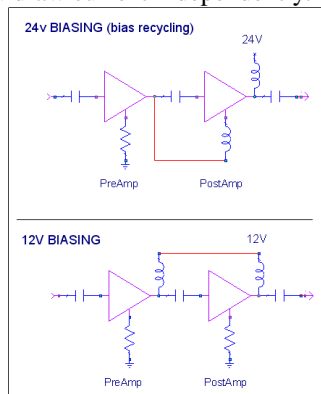 24v BIASING (bias recycling)
24V
PreAmp
PostAmp
12V BIASING
12V
PreAmp
PostAmp